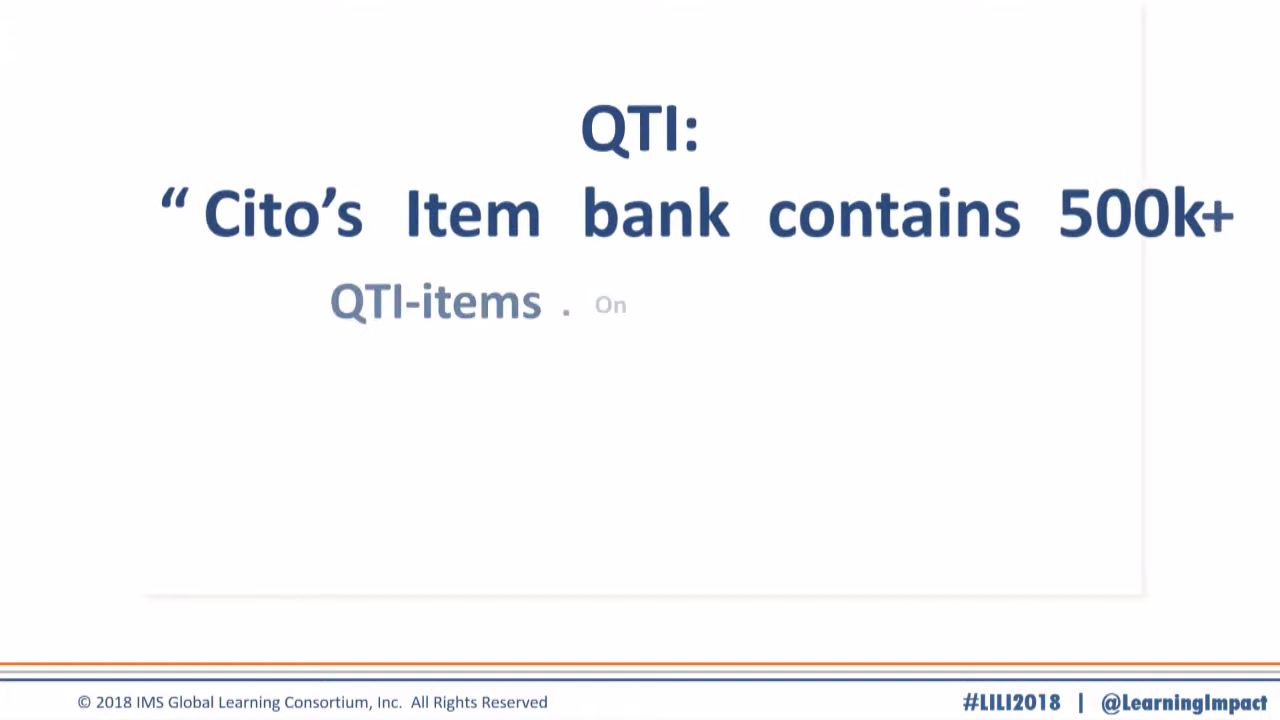 QTI:
“ Cito’s Item bank contains 500k+
QTI-items . On
© 2018 IMS Global Learning Consortium, Inc. All Rights Reserved
#LILI2018 | @LearningImpact